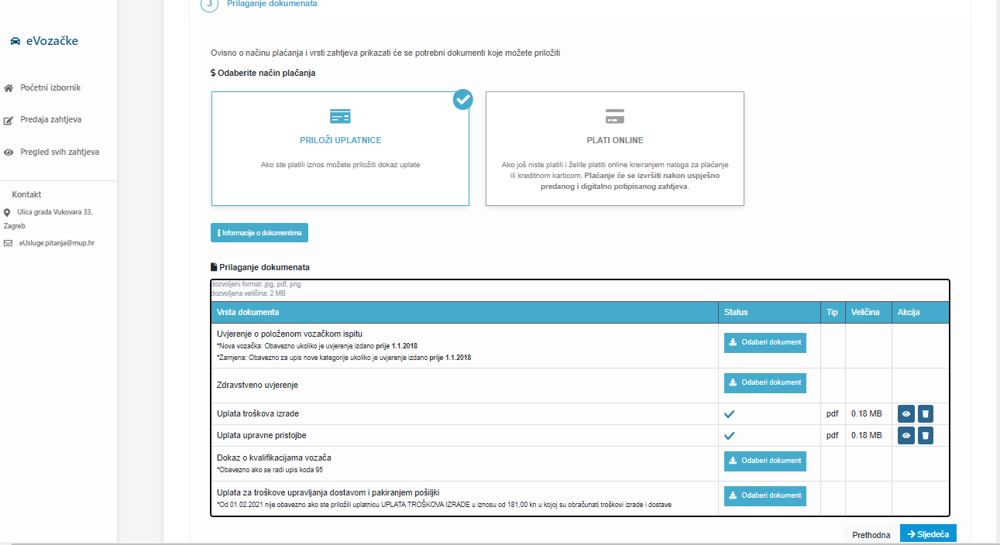 3 Prilaganje dokumenata
eVozačke
Početni izbornik
Predaja zahtjeva
Pregled svih zahtjeva
Kontakt
Ulica grada Vukovara 33,
Zagreb
eUsluge.pitanja@mup.hr
Ovisno o načinu plaćanja i vrsti zahtjeva prikazati će se potrebni dokumenti koje možete priložiti
$ Odaberite način plaćanja
PRILOŽI UPLATNICE
Ako ste platili iznos možete priložiti dokaz uplate
PLATI ONLINE
Ako još niste platili i želite platiti online kreiranjem naloga za plaćanje
ili kreditnom karticom. Plaćanje će se izvršiti nakon uspješno
predanog i digitalno potipisanog zahtjeva.
Informacije o dokumentima
Prilaganje dokumenata
dozvoljeni format: jpg, pdf, png
dozvoljena veličina: 2 MB
Vrsta dokumenta Status Tip Veličina Akcija
Uvjerenje o položenom vozačkom ispitu
*Nova vozačka: Obavezno ukoliko je uvjerenje izdano prije 1.1.2018
*Zamjena: Obavezno za upis nove kategorije ukoliko je uvjerenje izdano prije 1.1.2018
Odaberi dokument
Zdravstveno uvjerenje Odaberi dokument
Uplata troškova izrade pdf 0.18 MB
Uplata upravne pristojbe pdf 0.18 MB
Dokaz o kvalifikacijama vozača
*Obavezno ako se radi upis koda 95
Odaberi dokument
Uplata za troškove upravljanja dostavom i pakiranjem pošiljki
*Od 01.02.2021 nije obavezno ako ste priložili uplatnicu UPLATA TROŠKOVA IZRADE u iznosu od 181,00 kn u kojoj su obračunati troškovi izrade i dostave
Odaberi dokument
Prethodna Sljedeća